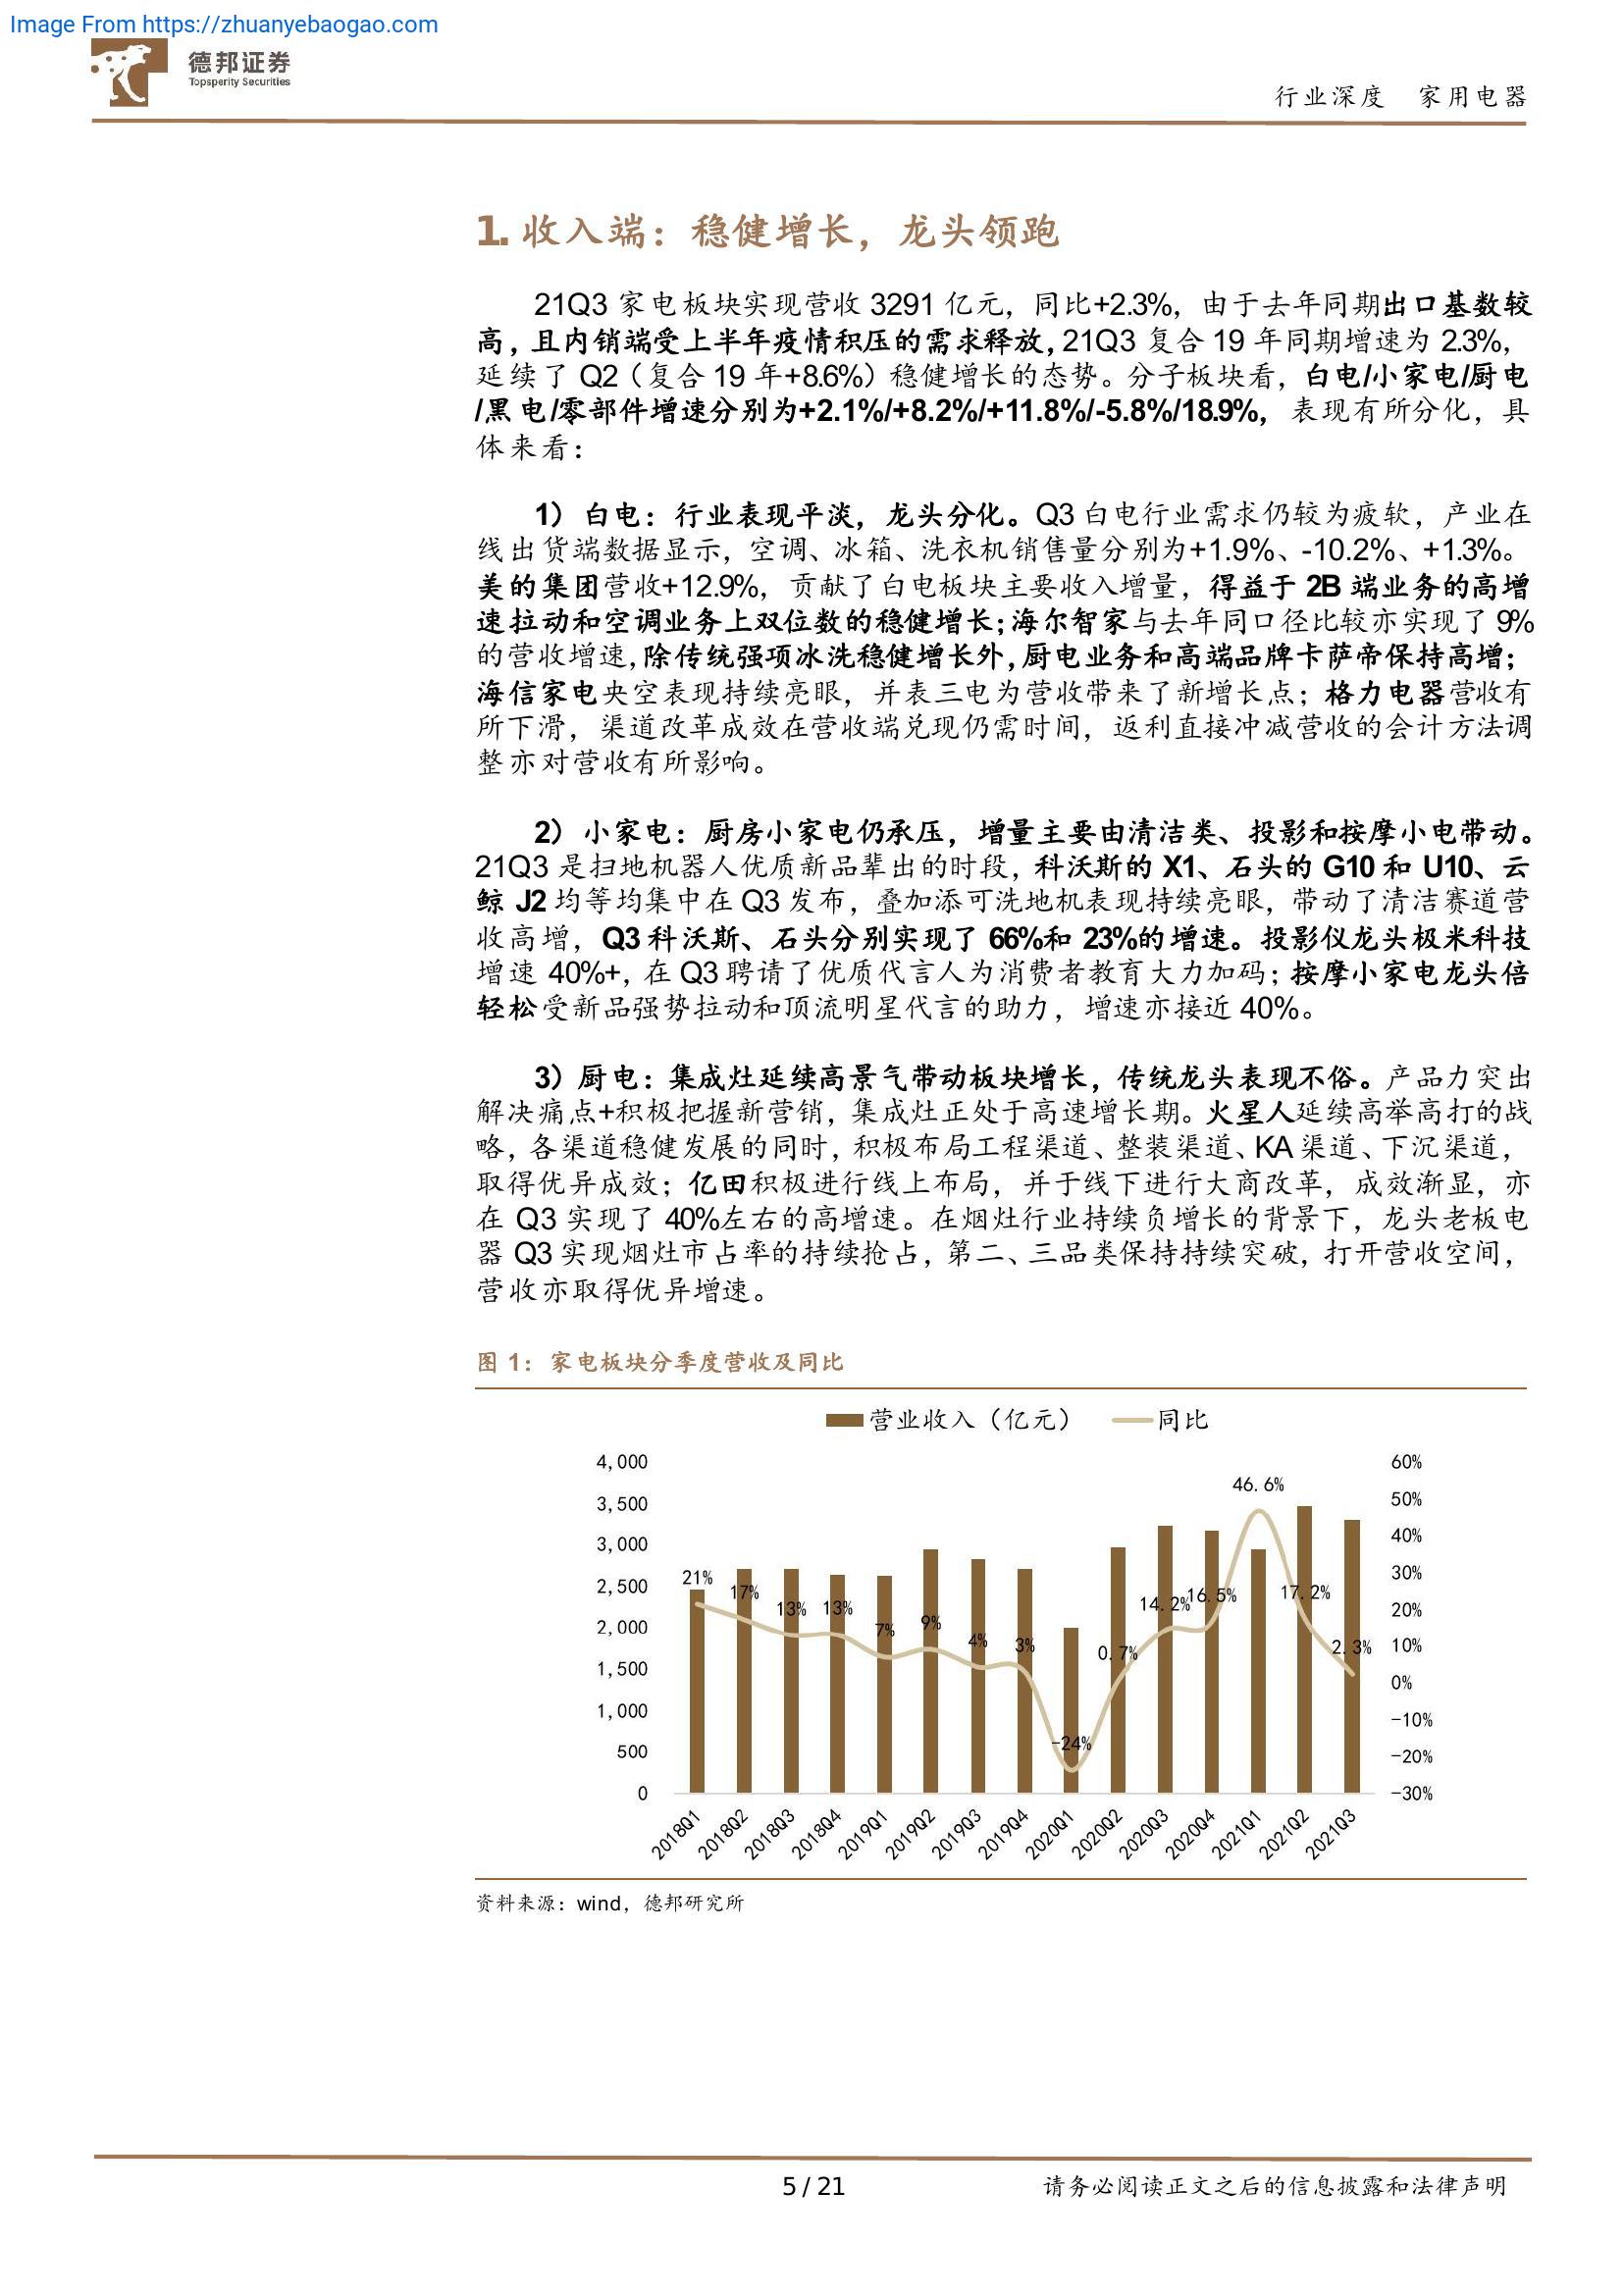 Image From https://zhuanyebaogao.com
德邦证券
Topsperity Securities
行业深度 家用电器
1. 收入端：稳健增长，龙头领跑
21Q3 家电板块实现营收 3291 亿元，同比+2.3%，由于去年同期出口基数较
高，且内销端受上半年疫情积压的需求释放，21Q3 复合 19 年同期增速为 2.3%，
延续了 Q2（复合 19 年+8.6%）稳健增长的态势。分子板块看，白电/小家电/厨电
/黑电/零部件增速分别为+2.1%/+8.2%/+11.8%/-5.8%/18.9%，表现有所分化，具
体来看：
1）白电：行业表现平淡，龙头分化。Q3 白电行业需求仍较为疲软，产业在
线出货端数据显示，空调、冰箱、洗衣机销售量分别为+1.9%、-10.2%、+1.3%。
美的集团营收+12.9%，贡献了白电板块主要收入增量，得益于 2B 端业务的高增
速拉动和空调业务上双位数的稳健增长；海尔智家与去年同口径比较亦实现了 9%
的营收增速，除传统强项冰洗稳健增长外，厨电业务和高端品牌卡萨帝保持高增；
海信家电央空表现持续亮眼，并表三电为营收带来了新增长点；格力电器营收有
所下滑，渠道改革成效在营收端兑现仍需时间，返利直接冲减营收的会计方法调
整亦对营收有所影响。
2）小家电：厨房小家电仍承压，增量主要由清洁类、投影和按摩小电带动。
21Q3 是扫地机器人优质新品辈出的时段，科沃斯的 X1、石头的 G10 和 U10、云
鲸 J2 均等均集中在 Q3 发布，叠加添可洗地机表现持续亮眼，带动了清洁赛道营
收高增，Q3 科沃斯、石头分别实现了 66%和 23%的增速。投影仪龙头极米科技
增速 40%+，在 Q3 聘请了优质代言人为消费者教育大力加码；按摩小家电龙头倍
轻松受新品强势拉动和顶流明星代言的助力，增速亦接近 40%。
3）厨电：集成灶延续高景气带动板块增长，传统龙头表现不俗。产品力突出
解决痛点+积极把握新营销，集成灶正处于高速增长期。火星人延续高举高打的战
略，各渠道稳健发展的同时，积极布局工程渠道、整装渠道、KA 渠道、下沉渠道，
取得优异成效；亿田积极进行线上布局，并于线下进行大商改革，成效渐显，亦
在 Q3 实现了 40%左右的高增速。在烟灶行业持续负增长的背景下，龙头老板电
器 Q3 实现烟灶市占率的持续抢占，第二、三品类保持持续突破，打开营收空间，
营收亦取得优异增速。
图 1：家电板块分季度营收及同比
营业收入（亿元） 同比
4,000
3,500
3,000
2,500
2,000
1,500
1,000
500
0
60%
50%
40%
30%
20%
10%
0%
-10%
-20%
-30%
21%
17%
13%
13%
7%
9%
4%
3%
-24%
0.7%
14.2%
16.5%
46.6%
17.2%
2.3%
2018Q1
2018Q2
2018Q3
2018Q4
2019Q1
2019Q2
2019Q3
2019Q4
2020Q1
2020Q2
2020Q3
2020Q4
2021Q1
2021Q2
2021Q3
资料来源：wind，德邦研究所
5 / 21
请务必阅读正文之后的信息披露和法律声明